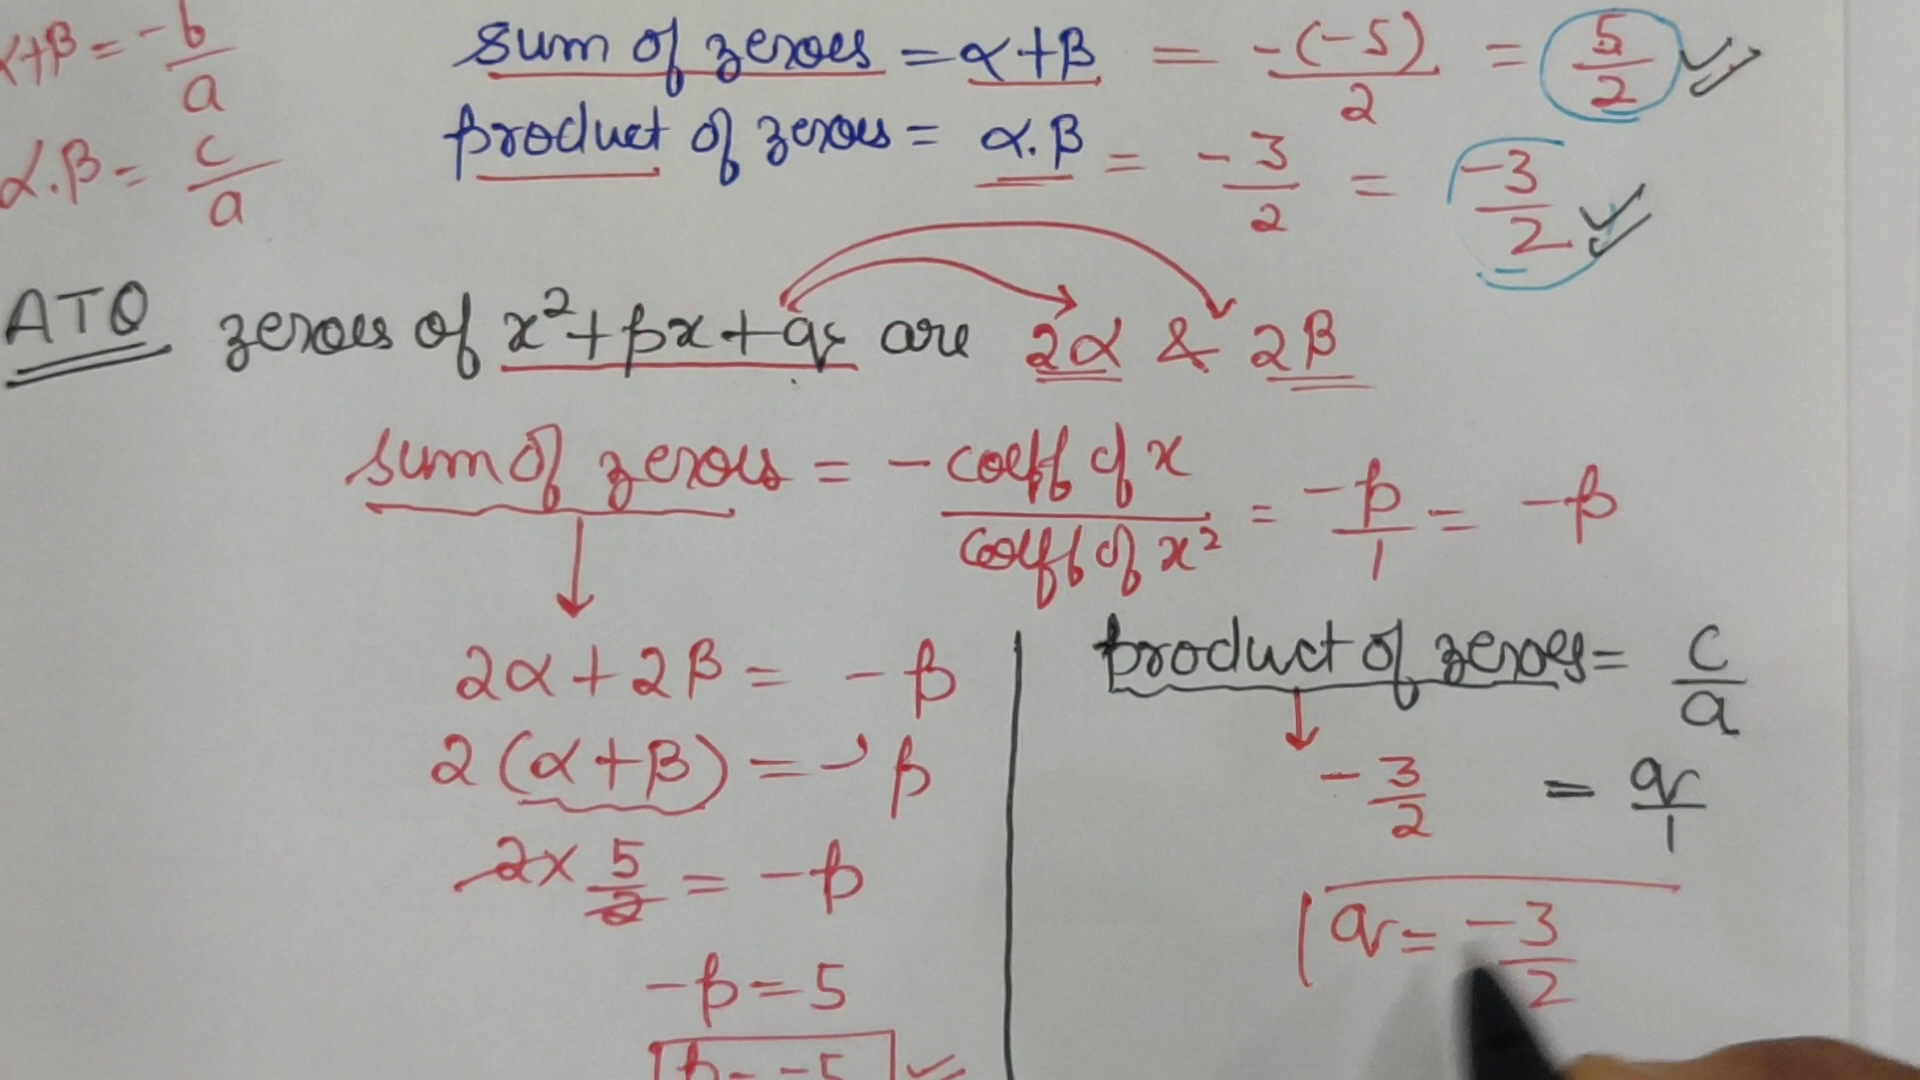 α+β = -b/a
sum of zeroes = α+β = -(-5)/2 = 5/2
α.β = c/a
product of zeroes = α.β = -3/2 = -3/2
ATQ zeroes of x²+px+q are 2α & 2β
sum of zeroes = -coeff of x / coeff of x² = -p/1 = -p
2α+2β = -p
2(α+β) = -p
2×5/2 = -p
-p=5
p=-5
product of zeroes = c/a
-3/2 = q/1
q = -3/2